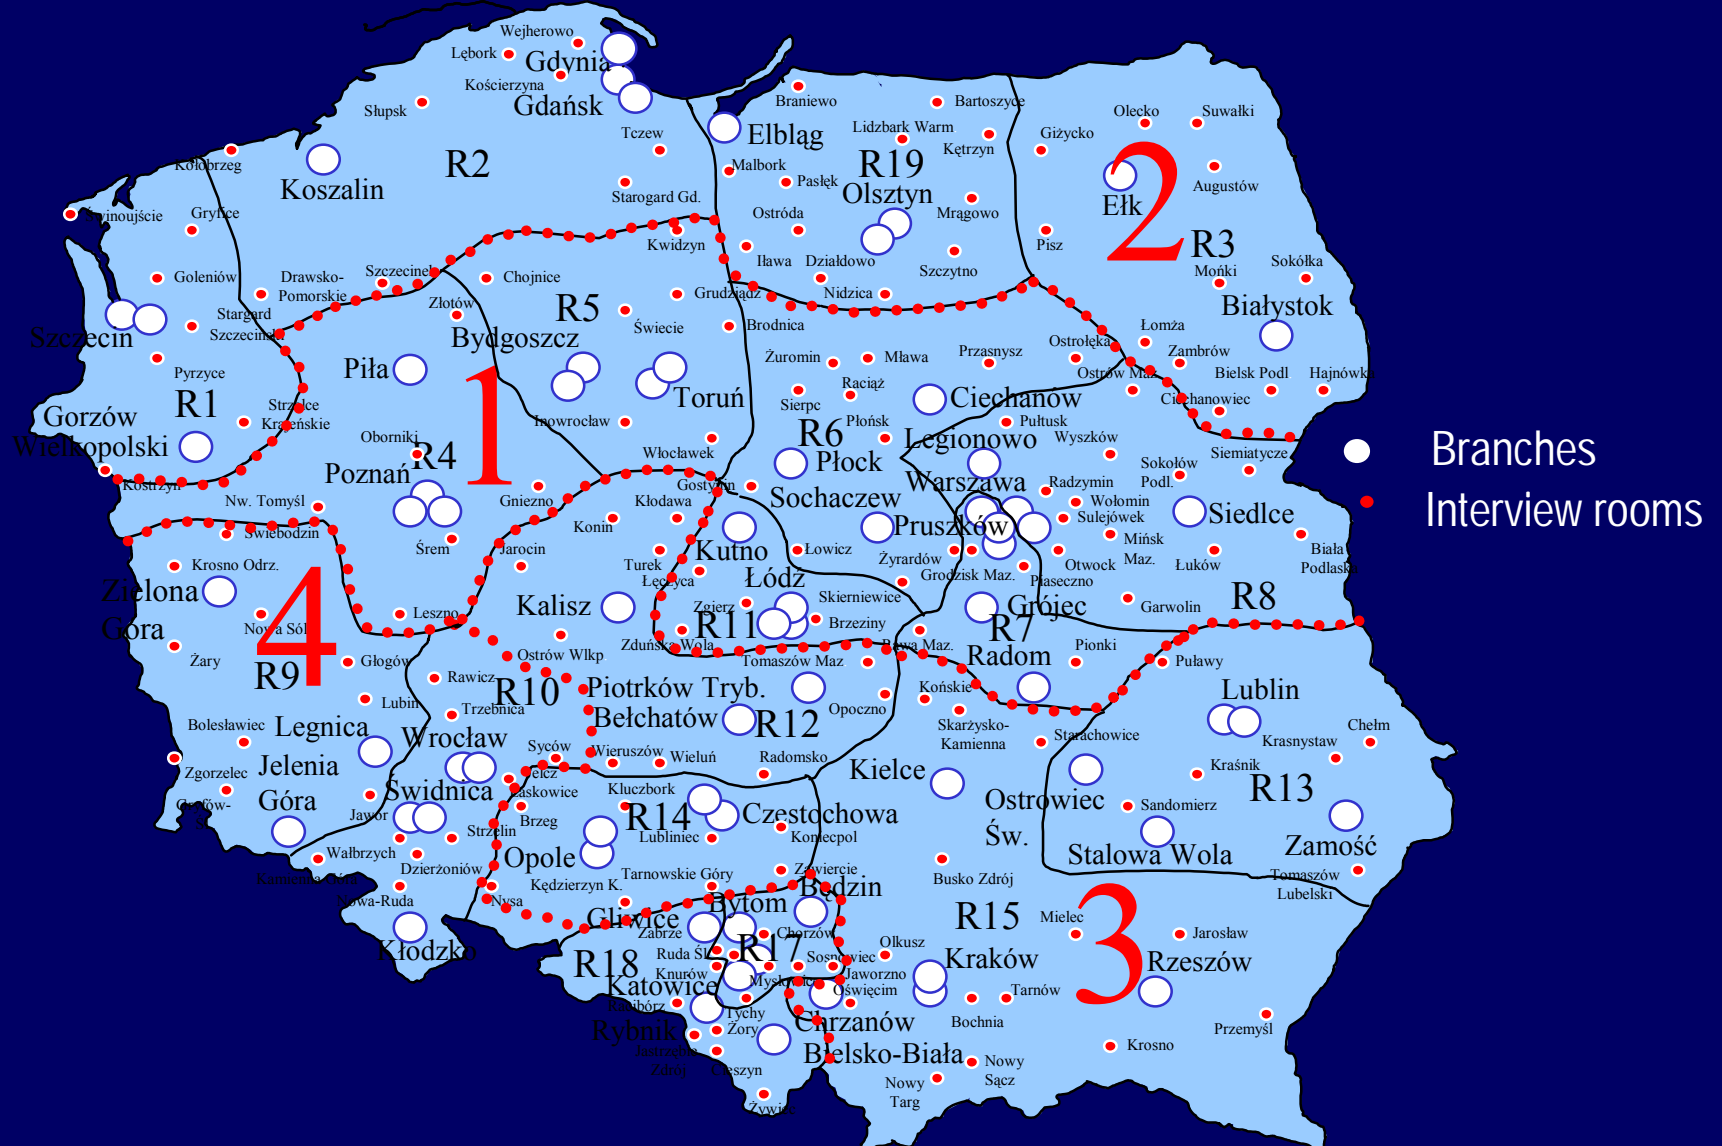 Wejherowo
Lębork
Gdynia
Kościerzyna
Gdańsk
Słupsk
Braniewo
Bartoszyce
Olecko
Suwałki
Tczew
Elbląg
Lidzbark Warm
Kętrzyn
Giżycko
2
Kołobrzeg
Koszalin
R2
Malbork
R19
Pasłęk
Olsztyn
Augustów
Ełk
Starogard Gd.
Świnoujście
Gryfice
Ostróda
Mrągowo
Kwidzyn
Pisz
R3
Iława
Działdowo
Szczytno
Mońki
Sokółka
Goleniów
Drawsko-
Pomorskie
Szczecinek
Chojnice
Złotów
R5
Grudziądz
Nidzica
Białystok
Stargard
Szczeciński
Szczecin
Świecie
Brodnica
Łomża
Bydgoszcz
Ostrołęka
Zambrów
Pyrzyce
Piła
1
Żuromin
Mława
Przasnysz
Ostrów Maz.
Bielsk Podl
Hajnówka
Raciąż
R1
Strzelce
Krajeńskie
Toruń
Sierpc
Ciechanów
Ciechanowiec
Gorzów
Wielkopolski
Inowrocław
R6
Płońsk
Pułtusk
Oborniki
R4
Legionowo
Wyszków
Branches
Poznań
Włocławek
Płock
Sokołów
Podl.
Siemiatycze
Kostrzyn
Gniezno
Kłodawa
Gostynin
Sochaczew
Warszawa
Radzymin
Wołomin
Interview rooms
Nw. Tomyśl
Konin
Pruszków
Sulejówek
Siedlce
Świebodzin
Śrem
Jarocin
Kutno
Łowicz
Mińsk
Maz.
Biała
Podlaska
Krosno Odrz.
Turek
Łęczyca
Łódź
Żyrardów
Grodzisk Maz.
Otwock
Piaseczno
Łuków
Zielona
Góra
4
Kalisz
Skierniewice
Grójec
Garwolin
R8
Nowa Sól
Leszno
Zgierz
R11
Brzeziny
R7
Zduńska Wola
Rawa Maz.
Żary
R9
Głogów
Ostrów Wlkp
Tomaszów Maz
Radom
Pionki
Puławy
Rawicz
R10
Piotrków Tryb.
Końskie
Lublin
Lubin
Trzebnica
Bełchatów
R12
Opoczno
Skarżysko-
Kamienna
Bolesławiec
Legnica
Wrocław
Starachowice
Chełm
Krasnystaw
Syców
Wieruszów
Wieluń
Radomsko
Zgorzelec
Jelenia
Góra
Kielce
Kraśnik
Świdnica
Kluczbork
Ostrowiec
Św.
R13
Sandomierz
Jawor
Brzeg
R14
Częstochowa
Strzelin
Lubliniec
Koniecpol
Wałbrzych
Opole
Stalowa Wola
Zamość
Dzierżoniów
Kamienna Góra
Kędzierzyn K.
Tarnowskie Góry
Zawiercie
Busko Zdrój
Tomaszów
Lubelski
Nowa-Ruda
Nysa
Będzin
Bytom
3
Gliwice
R15
Mielec
Zabrze
Chorzów
Jarosław
Kłodzko
Ruda Śl.
R17
Olkusz
Kraków
Rzeszów
R18
Knurów
Sosnowiec
Jaworzno
Katowice
Mysłowice
Oświęcim
Tarnów
Racibórz
Tychy
Chrzanów
Bochnia
Przemyśl
Rybnik
Żory
Jastrzębie
Zdrój
Cieszyn
Bielsko-Biała
Krosno
Nowy
Sącz
Nowy
Targ
Żywiec